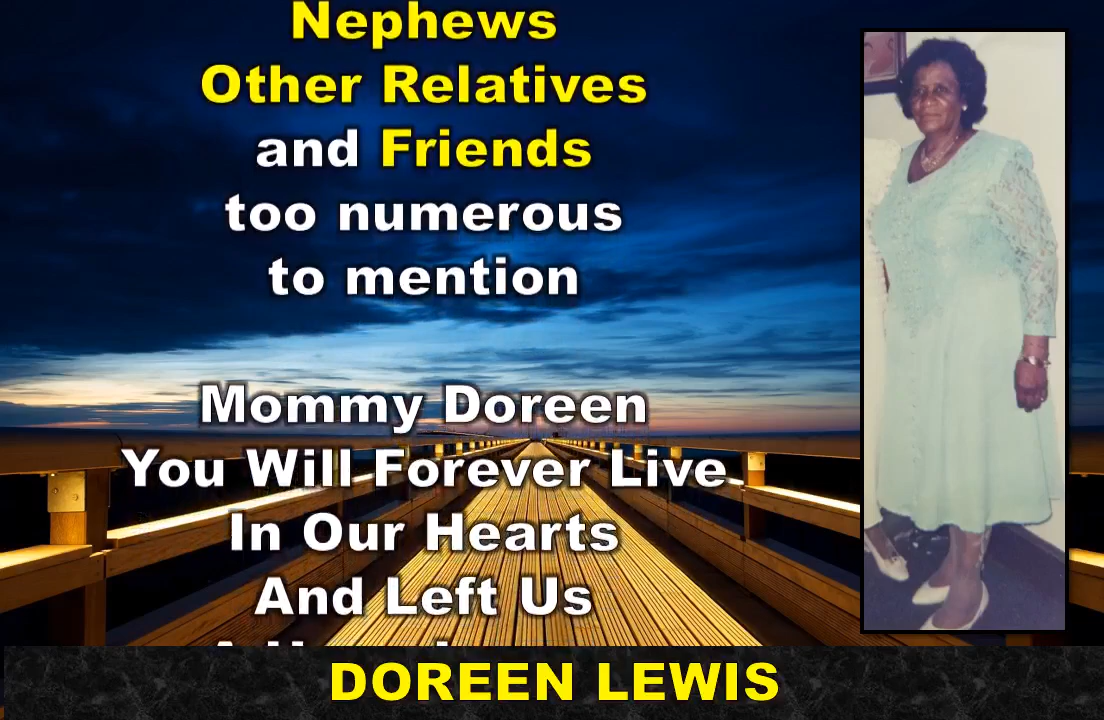 Nephews
Other Relatives
and Friends
too numerous
to mention
Mommy Doreen
You Will Forever Live
In Our Hearts
And Left Us
DOREEN LEWIS